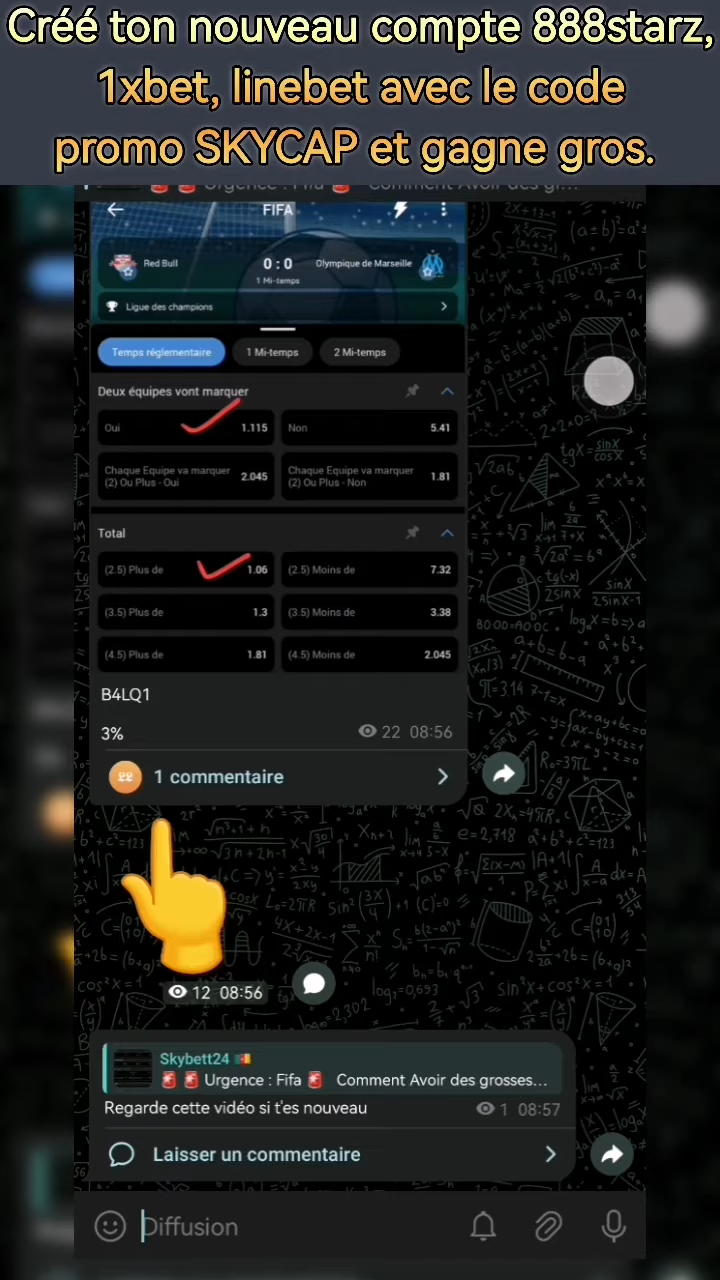 Créé ton nouveau compte 888starz,
1xbet, linebet avec le code
promo SKYCAP et gagne gros.
Urgence : Fifa Comment Avoir des gr...
FIFA
Red Bull 0 : 0 Olympique de Marseille
1 Mi-temps
Ligue des champions
Temps réglementaire 1 Mi-temps 2 Mi-temps
Deux équipes vont marquer
Oui 1.115 Non 5.41
Chaque Equipe va marquer (2) Ou Plus - Oui 2.045 Chaque Equipe va marquer (2) Ou Plus - Non 1.81
Total
(2.5) Plus de 1.06 (2.5) Moins de 7.32
(3.5) Plus de 1.3 (3.5) Moins de 3.38
(4.5) Plus de 1.81 (4.5) Moins de 2.045
B4LQ1
3% 22 08:56
1 commentaire
12 08:56
Skybett24
Urgence : Fifa Comment Avoir des grosses...
Regarde cette vidéo si t'es nouveau 1 08:57
Laisser un commentaire
Diffusion